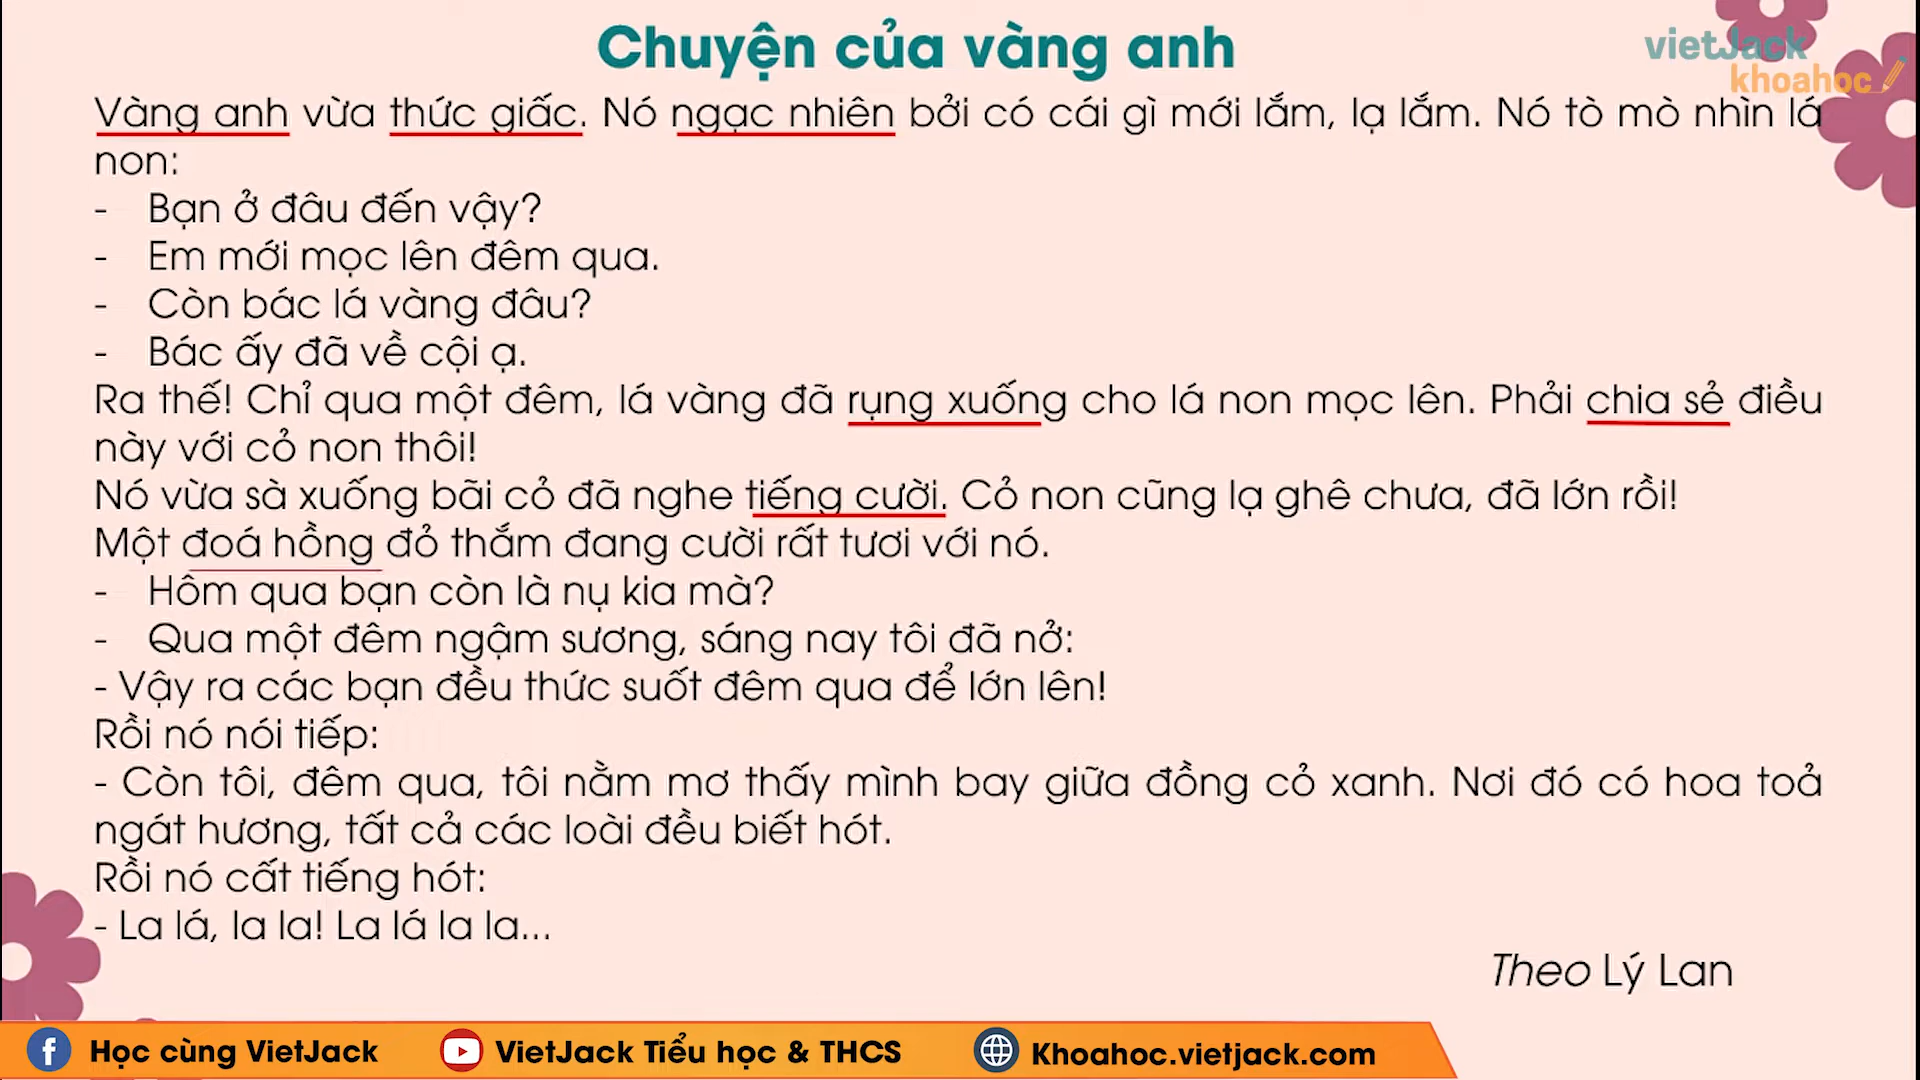 Chuyện của vàng anh
vietJack
khoahoc
Vàng anh vừa thức giấc. Nó ngạc nhiên bởi có cái gì mới lắm, lạ lắm. Nó tò mò nhìn lá
non:
- Bạn ở đâu đến vậy?
- Em mới mọc lên đêm qua.
- Còn bác lá vàng đâu?
- Bác ấy đã về cội ạ.
Ra thế! Chỉ qua một đêm, lá vàng đã rụng xuống cho lá non mọc lên. Phải chia sẻ điều
này với cỏ non thôi!
Nó vừa sà xuống bãi cỏ đã nghe tiếng cười. Cỏ non cũng lạ ghê chưa, đã lớn rồi!
Một đoá hồng đỏ thắm đang cười rất tươi với nó.
- Hôm qua bạn còn là nụ kia mà?
- Qua một đêm ngậm sương, sáng nay tôi đã nở:
- Vậy ra các bạn đều thức suốt đêm qua để lớn lên!
Rồi nó nói tiếp:
- Còn tôi, đêm qua, tôi nằm mơ thấy mình bay giữa đồng cỏ xanh. Nơi đó có hoa toả
ngát hương, tất cả các loài đều biết hót.
Rồi nó cất tiếng hót:
- La lá, la la! La lá la la...
Theo Lý Lan
Học cùng VietJack
VietJack Tiểu học & THCS
Khoahoc.vietjack.com